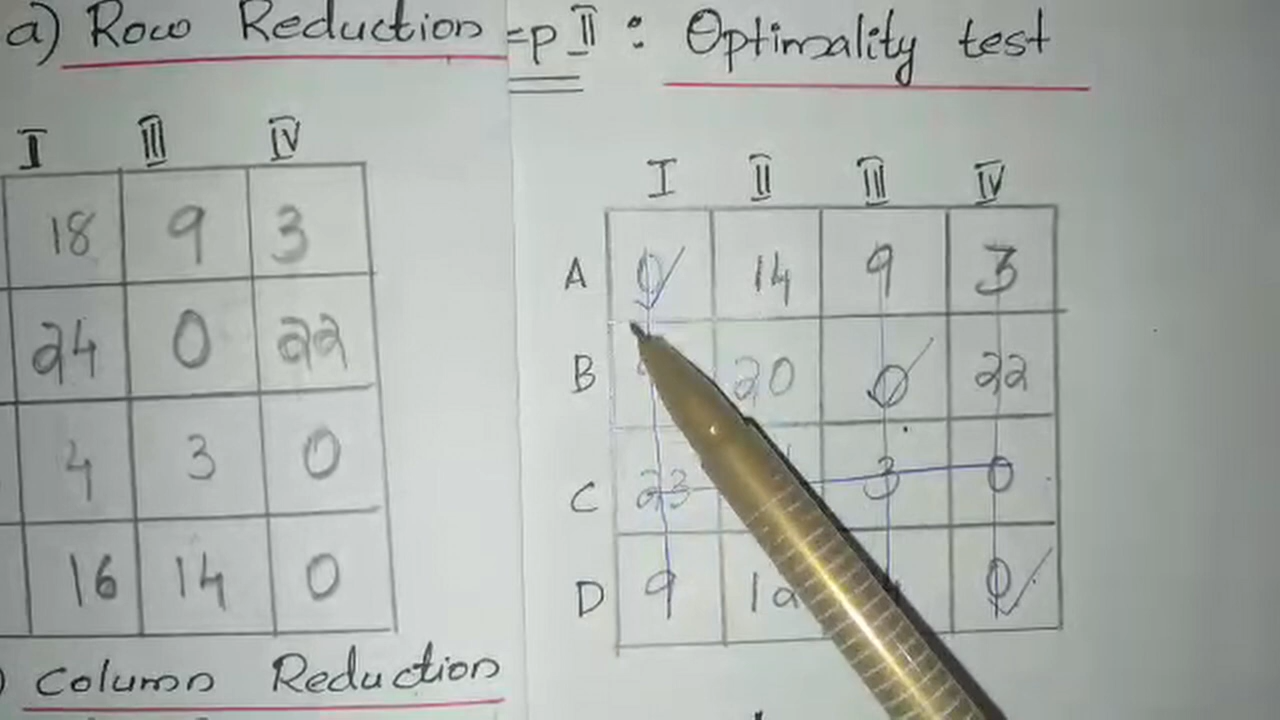 a) Row Reduction
I III IV
18 9 3
24 0 22
4 3 0
16 14 0
Column Reduction
=p II : Optimality test
I II III IV
A 0 14 9 3
B 20 0 22
C 23 3 0
D 9 0